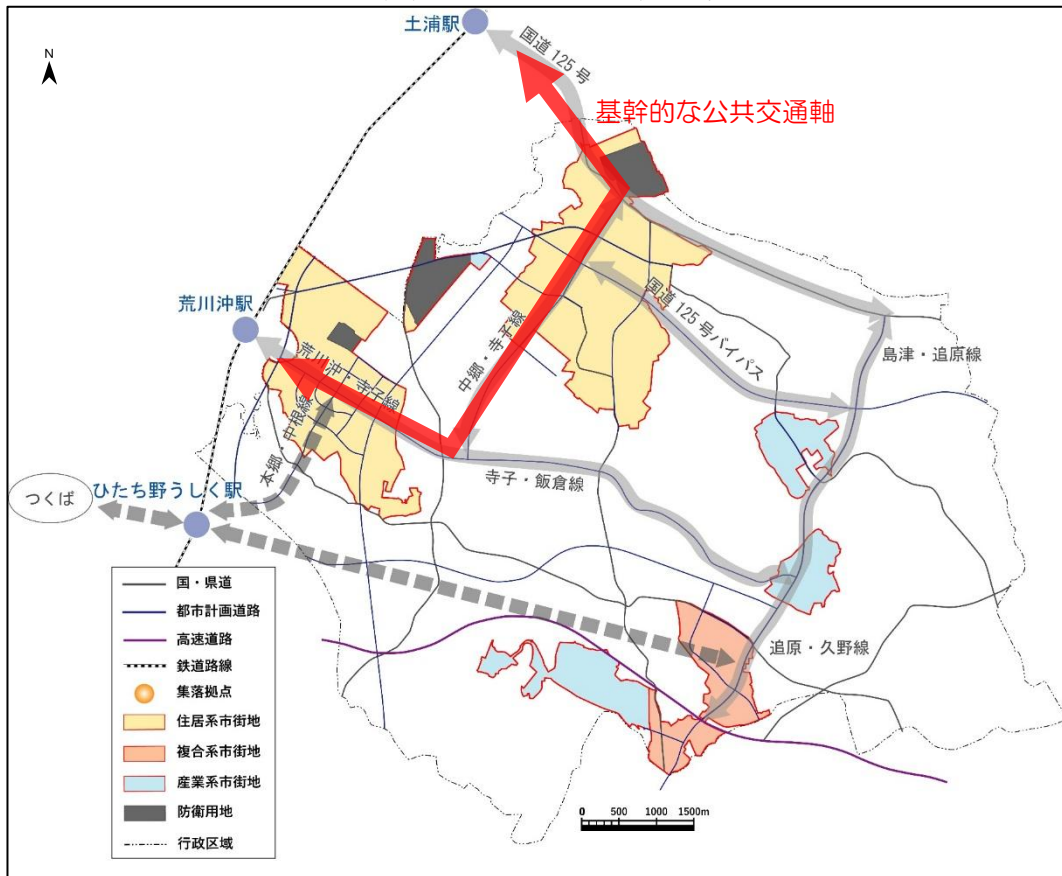 土浦駅
N
国道125号
基幹的な公共交通軸
荒川沖駅
国道125号バイパス
島津・追原線
中郷・寺子線
荒川沖・寺子線
本郷・中根線
寺子・飯倉線
ひたち野うしく駅
つくば
追原・久野線
国・県道
都市計画道路
高速道路
鉄道路線
集落拠点
住居系市街地
複合系市街地
産業系市街地
防衛用地
行政区域
0 500 1000 1500m